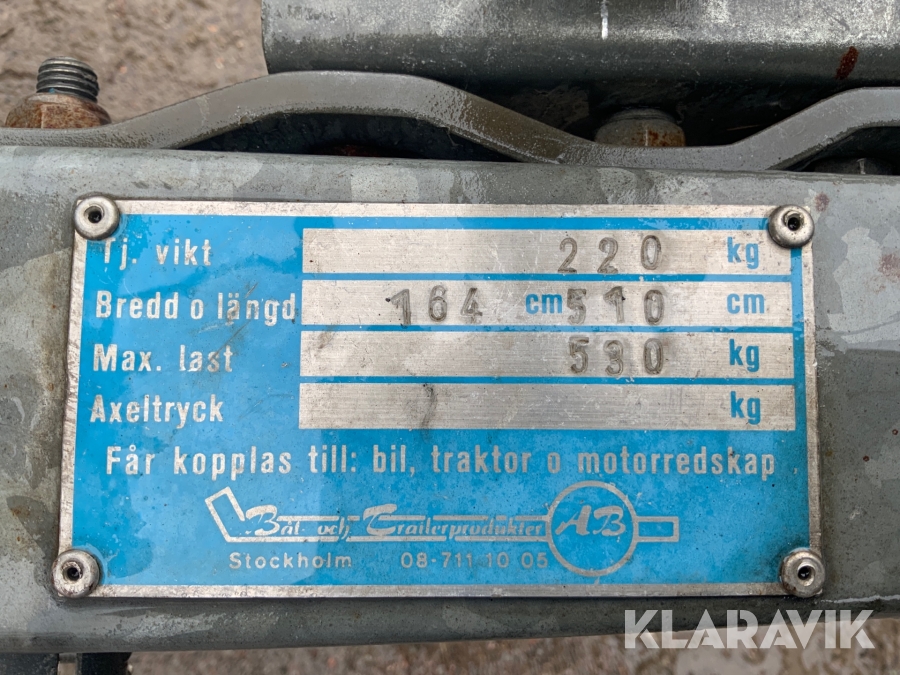 Tj. vikt 220 kg
Bredd o längd 164 cm 510 cm
Max. last 530 kg
Axeltryck kg
Får kopplas till: bil, traktor o motorredskap
Båt- och Trailerprodukter AB
Stockholm 08-711 10 05
KLARAVIK